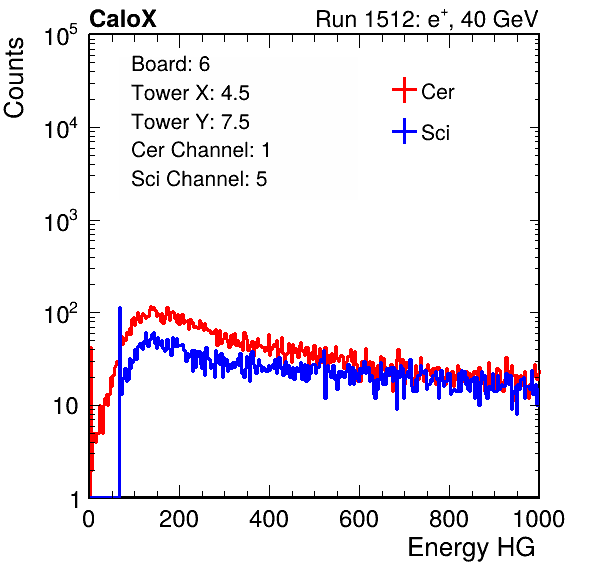 CaloX Run 1512: e⁺, 40 GeV
Counts
10⁵
10⁴
10³
10²
10
1
Board: 6
Tower X: 4.5
Tower Y: 7.5
Cer Channel: 1
Sci Channel: 5
Cer
Sci
0 200 400 600 800 1000
Energy HG